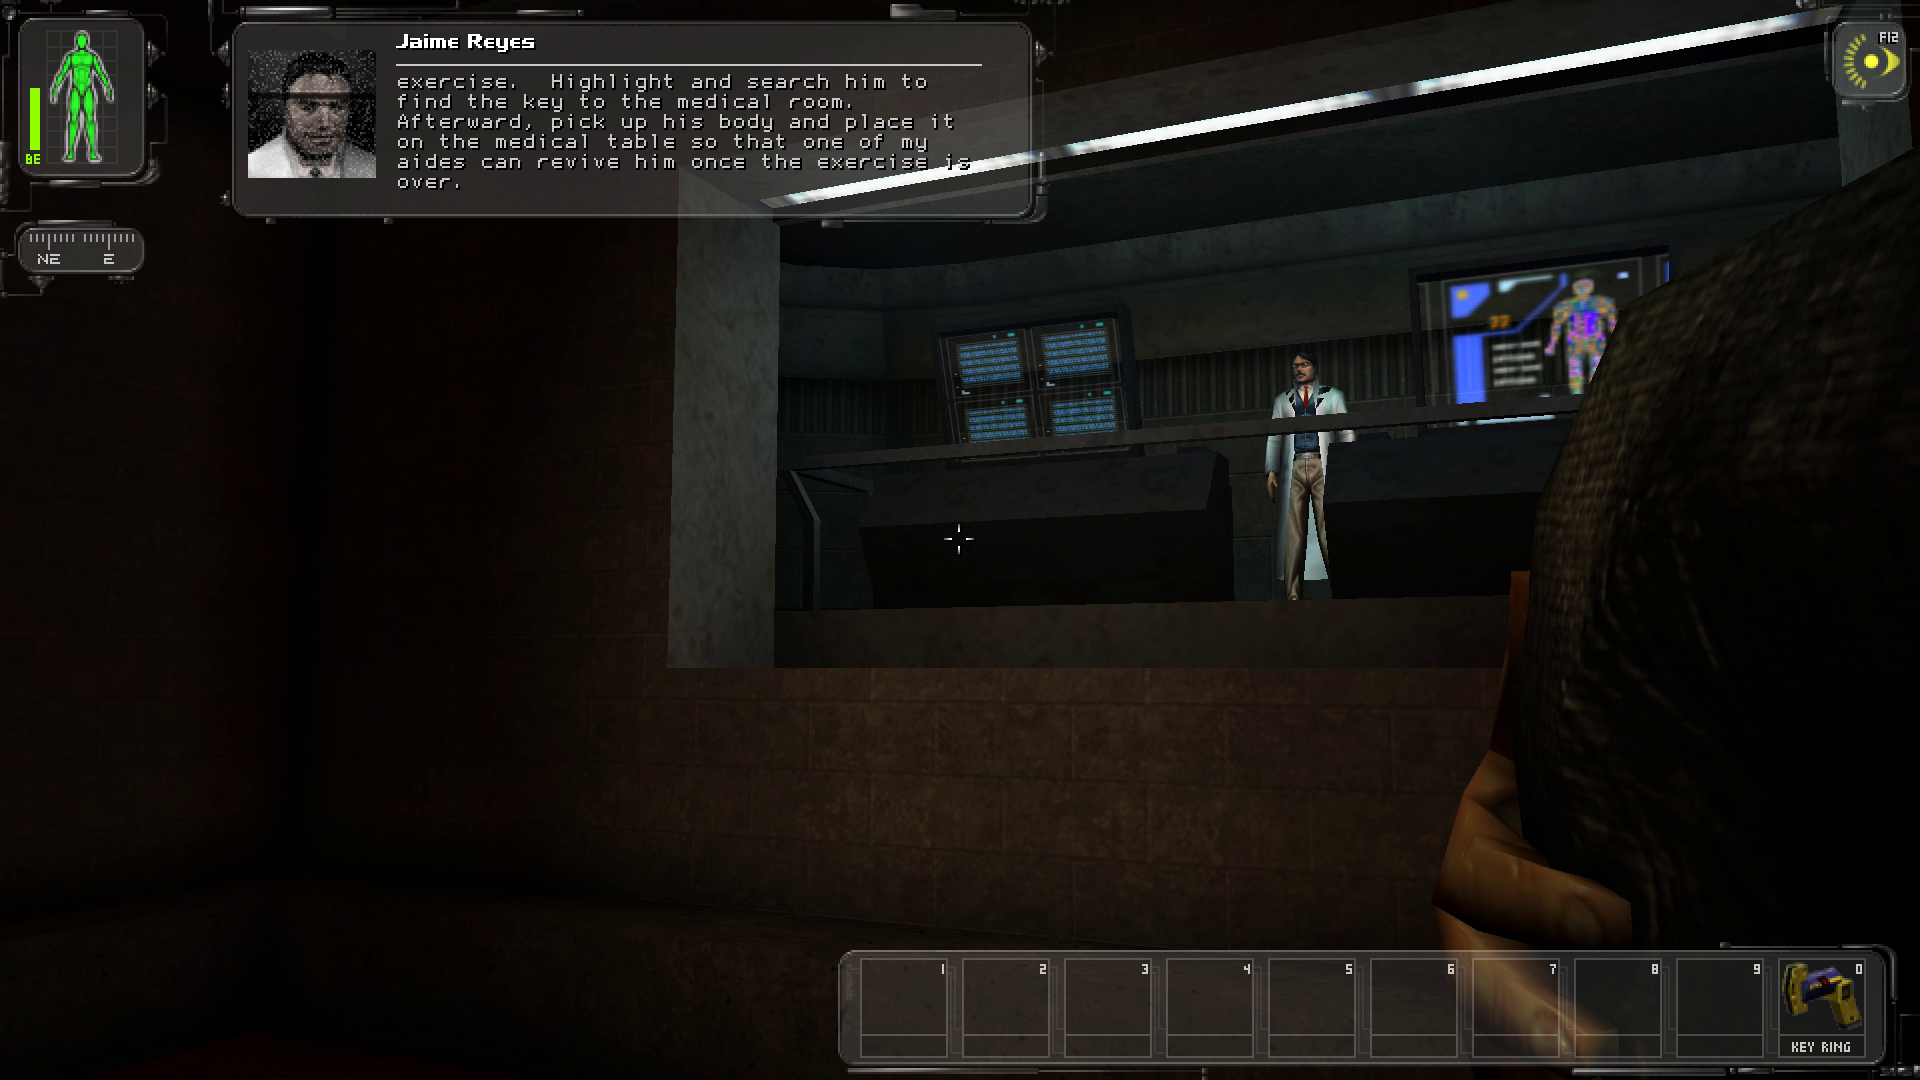 F12
Jaime Reyes
exercise. Highlight and search him to
find the key to the medical room.
Afterward, pick up his body and place it
on the medical table so that one of my
aides can revive him once the exercise is
over.
BE
NE E
1 2 3 4 5 6 7 8 9 0
KEY RING